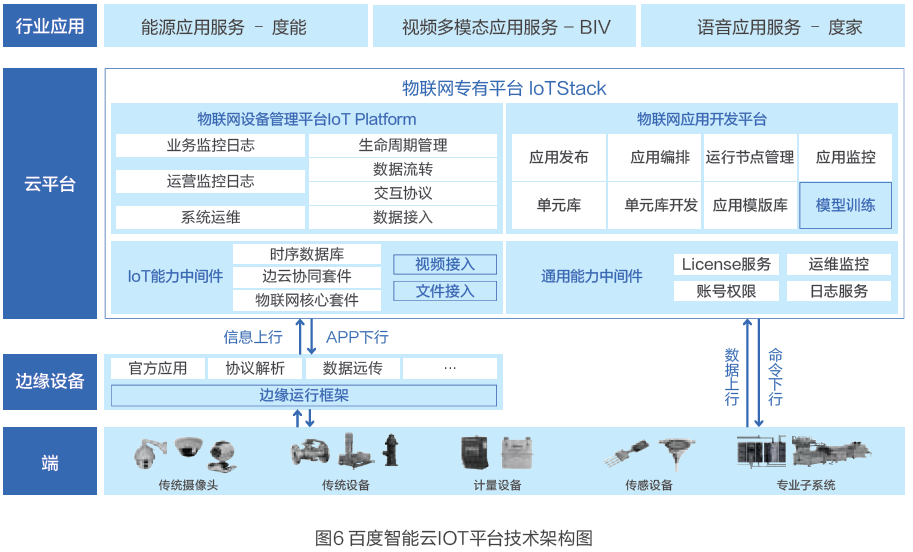 行业应用
能源应用服务 – 度能
视频多模态应用服务 – BIV
语音应用服务 – 度家
云平台
物联网专有平台 IoTStack
物联网设备管理平台IoT Platform
业务监控日志
运营监控日志
系统运维
生命周期管理
数据流转
交互协议
数据接入
物联网应用开发平台
应用发布
应用编排
运行节点管理
应用监控
单元库
单元库开发
应用模版库
模型训练
IoT能力中间件
时序数据库
边云协同套件
物联网核心套件
视频接入
文件接入
通用能力中间件
License服务
运维监控
账号权限
日志服务
信息上行
APP下行
数据上行
命令下行
边缘设备
官方应用
协议解析
数据远传
···
边缘运行框架
端
传统摄像头
传统设备
计量设备
传感设备
专业子系统
图6 百度智能云IOT平台技术架构图